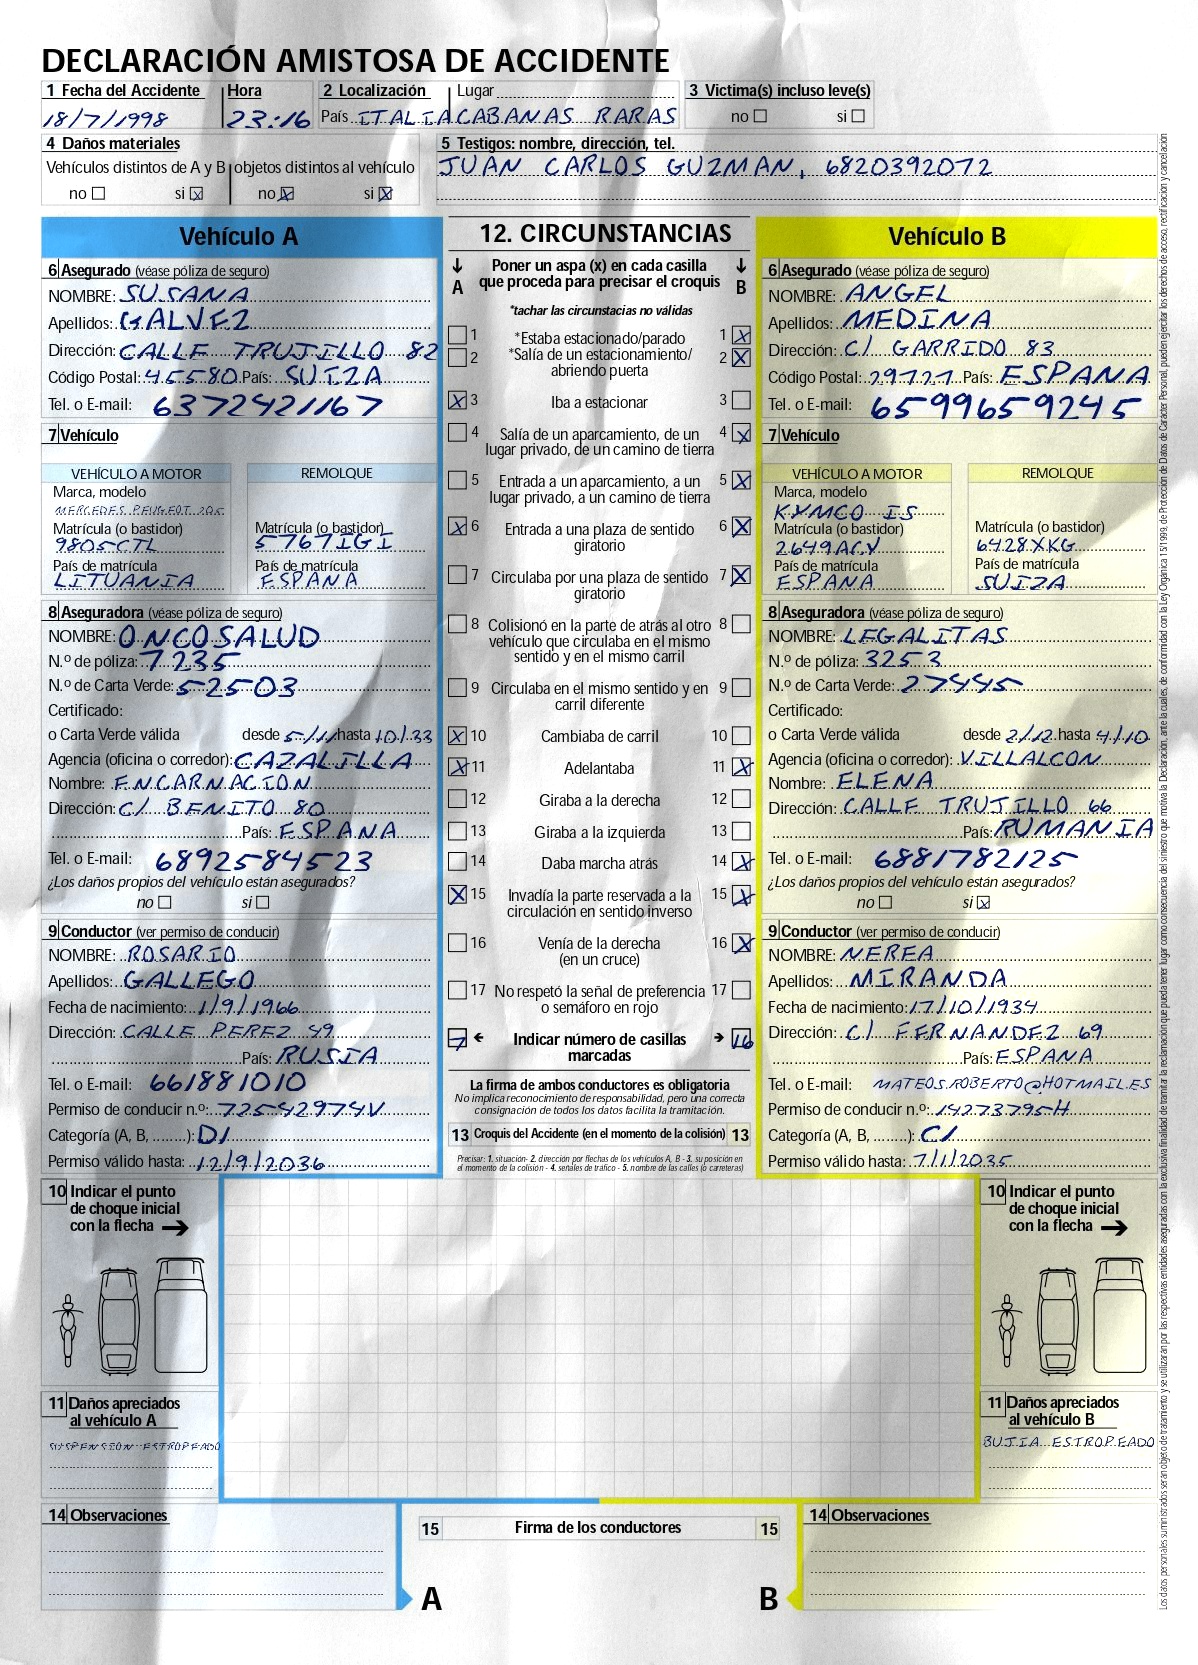 DECLARACIÓN AMISTOSA DE ACCIDENTE
1 Fecha del Accidente Hora 2 Localización Lugar 3 Victima(s) incluso leve(s)
18/7/1998 23:16 País ITALIA CABANAS RARAS no si
4 Daños materiales
Vehículos distintos de A y B objetos distintos al vehículo
no si X no X si X
5 Testigos: nombre, dirección, tel.
JUAN CARLOS GUZMAN, 6820392072
Vehículo A
6 Asegurado (véase póliza de seguro)
NOMBRE: SUSANA
Apellidos: GALVEZ
Dirección: CALLE TRUJILLO 82
Código Postal: 45580 País: SUIZA
Tel. o E-mail: 6372421167
7 Vehículo
VEHÍCULO A MOTOR REMOLQUE
Marca, modelo
MERCEDES PEUGEOT 205
Matrícula (o bastidor) Matrícula (o bastidor)
9805CTL 5767IGI
País de matrícula País de matrícula
LITUANIA ESPANA
8 Aseguradora (véase póliza de seguro)
NOMBRE: ONCOSALUD
N.º de póliza: 7235
N.º de Carta Verde: 52503
Certificado:
o Carta Verde válida desde 5/11 hasta 10/33
Agencia (oficina o corredor): CAZALILLA
Nombre: ENCARNACION
Dirección: C/ BENITO 80
País: ESPANA
Tel. o E-mail: 6892584523
¿Los daños propios del vehículo están asegurados?
no si
9 Conductor (ver permiso de conducir)
NOMBRE: ROSARIO
Apellidos: GALLEGO
Fecha de nacimiento: 1/9/1966
Dirección: CALLE PEREZ 49
País: RUSIA
Tel. o E-mail: 661881010
Permiso de conducir n.º: 72542974V
Categoría (A, B, ........): D1
Permiso válido hasta: 12/9/2036
12. CIRCUNSTANCIAS
A Poner un aspa (x) en cada casilla que proceda para precisar el croquis B
*tachar las circunstacias no válidas
1 *Estaba estacionado/parado 1 X
2 *Salía de un estacionamiento/ abriendo puerta 2 X
X 3 Iba a estacionar 3
4 Salía de un aparcamiento, de un lugar privado, de un camino de tierra 4 X
5 Entrada a un aparcamiento, a un lugar privado, a un camino de tierra 5 X
X 6 Entrada a una plaza de sentido giratorio 6 X
7 Circulaba por una plaza de sentido giratorio 7 X
8 Colisionó en la parte de atrás al otro vehículo que circulaba en el mismo sentido y en el mismo carril 8
9 Circulaba en el mismo sentido y en carril diferente 9
X 10 Cambiaba de carril 10
X 11 Adelantaba 11 X
12 Giraba a la derecha 12
13 Giraba a la izquierda 13
14 Daba marcha atrás 14 X
X 15 Invadía la parte reservada a la circulación en sentido inverso 15 X
16 Venía de la derecha (en un cruce) 16 X
17 No respetó la señal de preferencia o semáforo en rojo 17
7 Indicar número de casillas marcadas 16
La firma de ambos conductores es obligatoria
No implica reconocimiento de responsabilidad, pero una correcta
consignación de todos los datos facilita la tramitación.
13 Croquis del Accidente (en el momento de la colisión) 13
Precisar: 1. situación- 2. dirección por flechas de los vehículos A, B - 3. su posición en
al momento de la colisión - 4. señales de tráfico - 5. nombre de las calles (o carreteras)
Vehículo B
6 Asegurado (véase póliza de seguro)
NOMBRE: ANGEL
Apellidos: MEDINA
Dirección: C/ GARRIDO 83
Código Postal: 29727 País: ESPANA
Tel. o E-mail: 6599659245
7 Vehículo
VEHÍCULO A MOTOR REMOLQUE
Marca, modelo
KYMCO IS
Matrícula (o bastidor) Matrícula (o bastidor)
2649ACV 6428XKG
País de matrícula País de matrícula
ESPANA SUIZA
8 Aseguradora (véase póliza de seguro)
NOMBRE: LEGALITAS
N.º de póliza: 3253
N.º de Carta Verde: 27445
Certificado:
o Carta Verde válida desde 2/12 hasta 4/10
Agencia (oficina o corredor): VILLALCON
Nombre: ELENA
Dirección: CALLE TRUJILLO 66
País: RUMANIA
Tel. o E-mail: 6881782125
¿Los daños propios del vehículo están asegurados?
no si X
9 Conductor (ver permiso de conducir)
NOMBRE: NEREA
Apellidos: MIRANDA
Fecha de nacimiento: 17/10/1934
Dirección: C/ FERNANDEZ 69
País: ESPANA
Tel. o E-mail: MATEOS.ROBERTO@HOTMAIL.ES
Permiso de conducir n.º: 14273795H
Categoría (A, B, ........): C1
Permiso válido hasta: 7/1/2035
10 Indicar el punto
de choque inicial
con la flecha
11 Daños apreciados
al vehículo A
SUSPENSION ESTROPEADO
10 Indicar el punto
de choque inicial
con la flecha
11 Daños apreciados
al vehículo B
BUJIA ESTROPEADO
14 Observaciones
15 Firma de los conductores 15
A B
14 Observaciones
Los datos personales suministrados seran objeto de tratamiento y se utilizaran por las respectivas entidades aseguradas con la exclusiva finalidad de tramitar la reclamación que pueda tener lugar como consecuencia del siniestro que motiva la Declaración, ante la cuales, de conformidad con la Ley Orgánica 15/1999, de Protección de Datos de Carácter Personal, pueden ejercitar los derechos de acceso, rectificación y cancelación